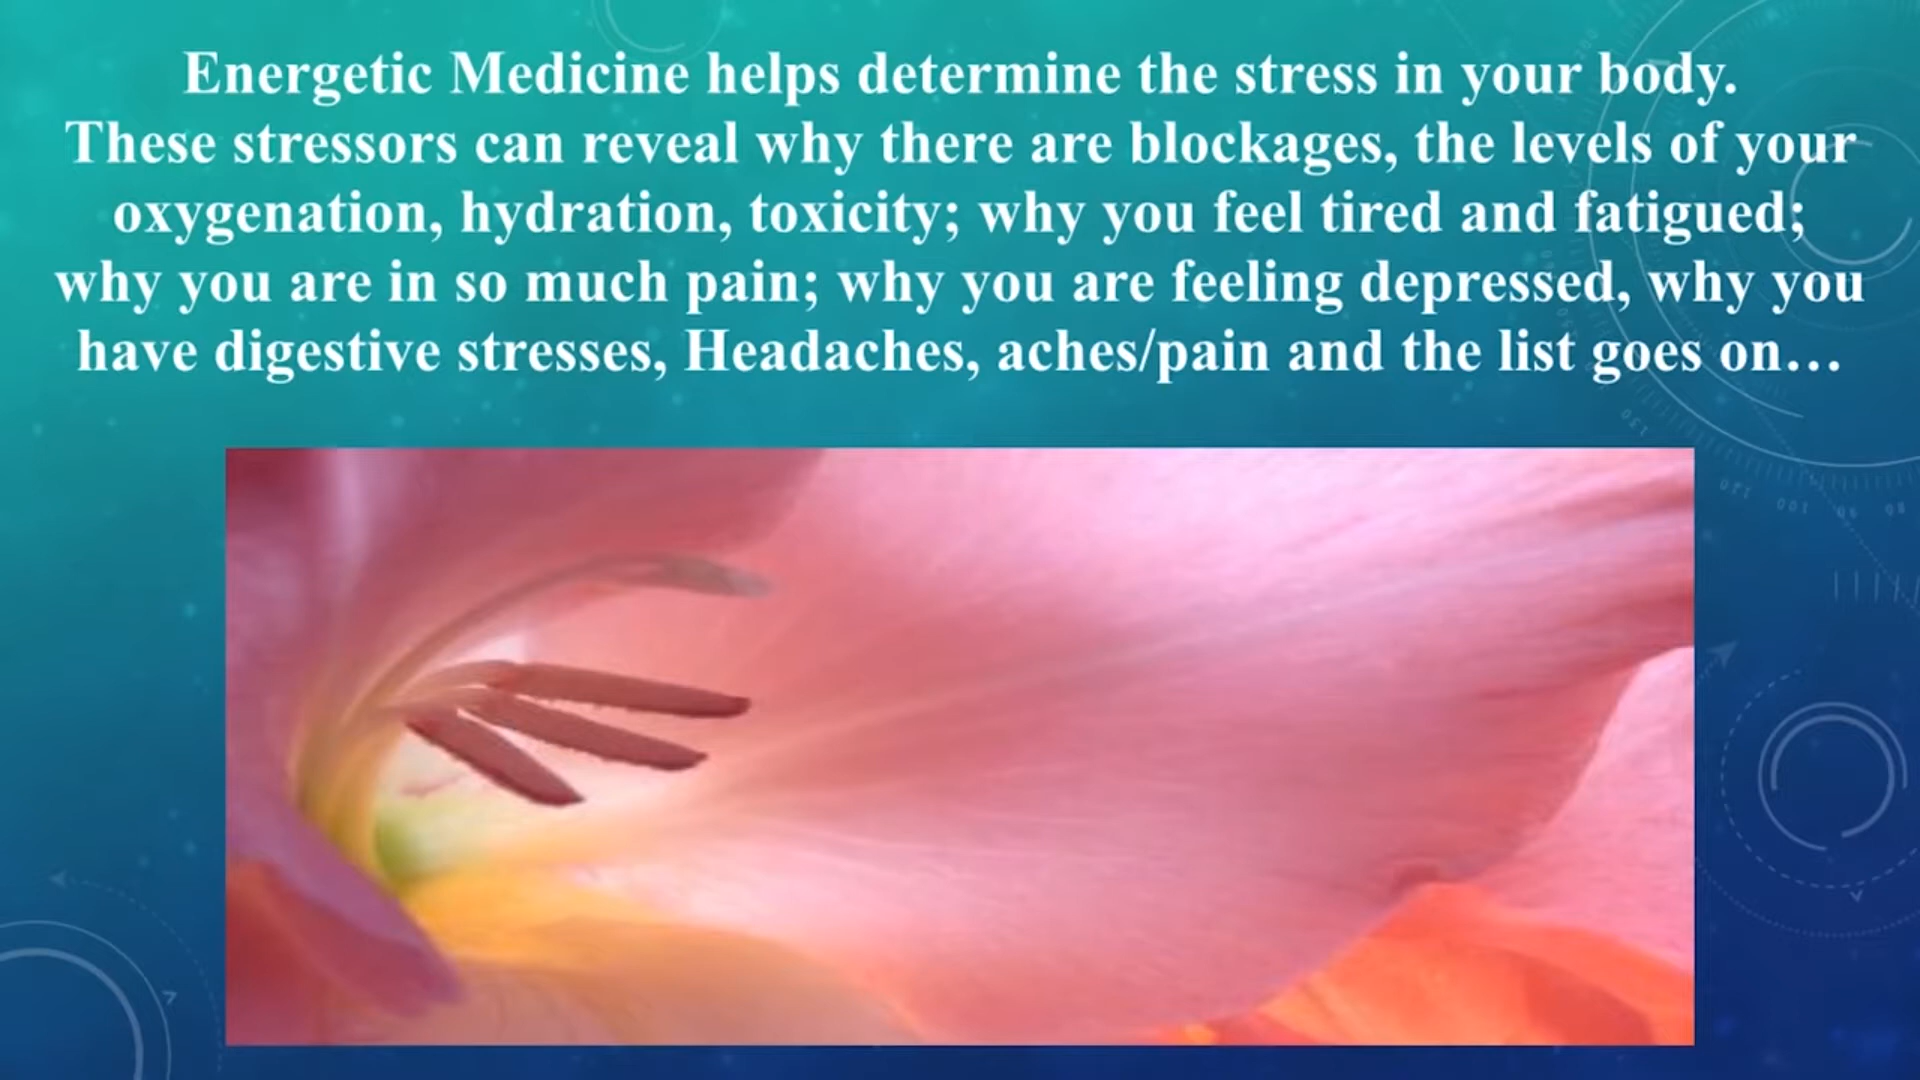 Energetic Medicine helps determine the stress in your body.
These stressors can reveal why there are blockages, the levels of your
oxygenation, hydration, toxicity; why you feel tired and fatigued;
why you are in so much pain; why you are feeling depressed, why you
have digestive stresses, Headaches, aches/pain and the list goes on…